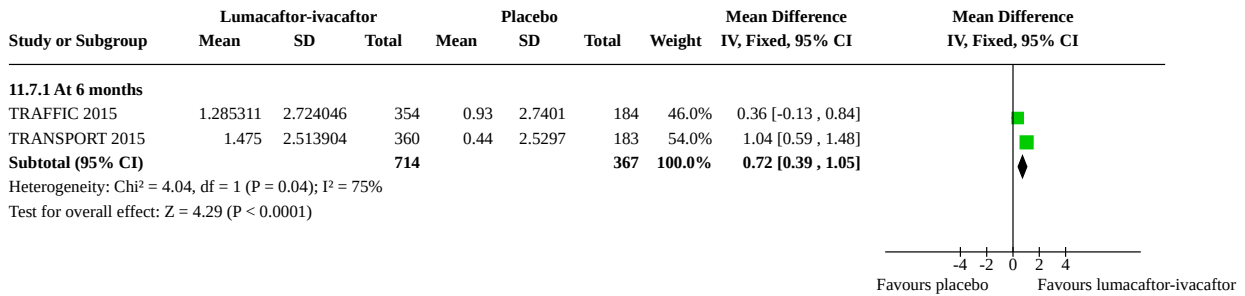 Lumacaftor-ivacaftor Placebo Mean Difference Mean Difference
Study or Subgroup Mean SD Total Mean SD Total Weight IV, Fixed, 95% CI IV, Fixed, 95% CI
11.7.1 At 6 months
TRAFFIC 2015 1.285311 2.724046 354 0.93 2.7401 184 46.0% 0.36 [-0.13 , 0.84]
TRANSPORT 2015 1.475 2.513904 360 0.44 2.5297 183 54.0% 1.04 [0.59 , 1.48]
Subtotal (95% CI) 714 367 100.0% 0.72 [0.39 , 1.05]
Heterogeneity: Chi² = 4.04, df = 1 (P = 0.04); I² = 75%
Test for overall effect: Z = 4.29 (P < 0.0001)
-4 -2 0 2 4
Favours placebo Favours lumacaftor-ivacaftor